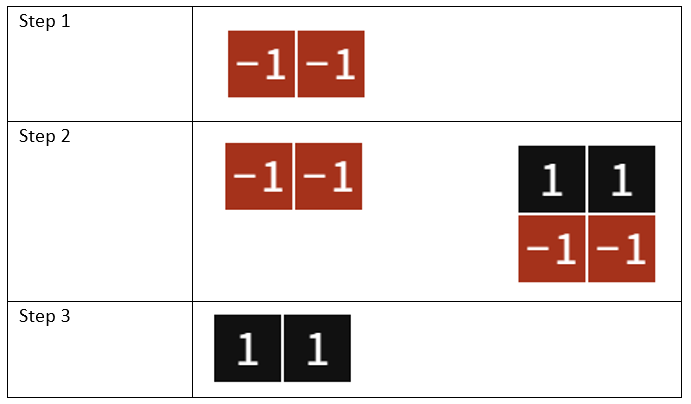 Step 1
−1 −1
Step 2
−1 −1
1 1
−1 −1
Step 3
1 1